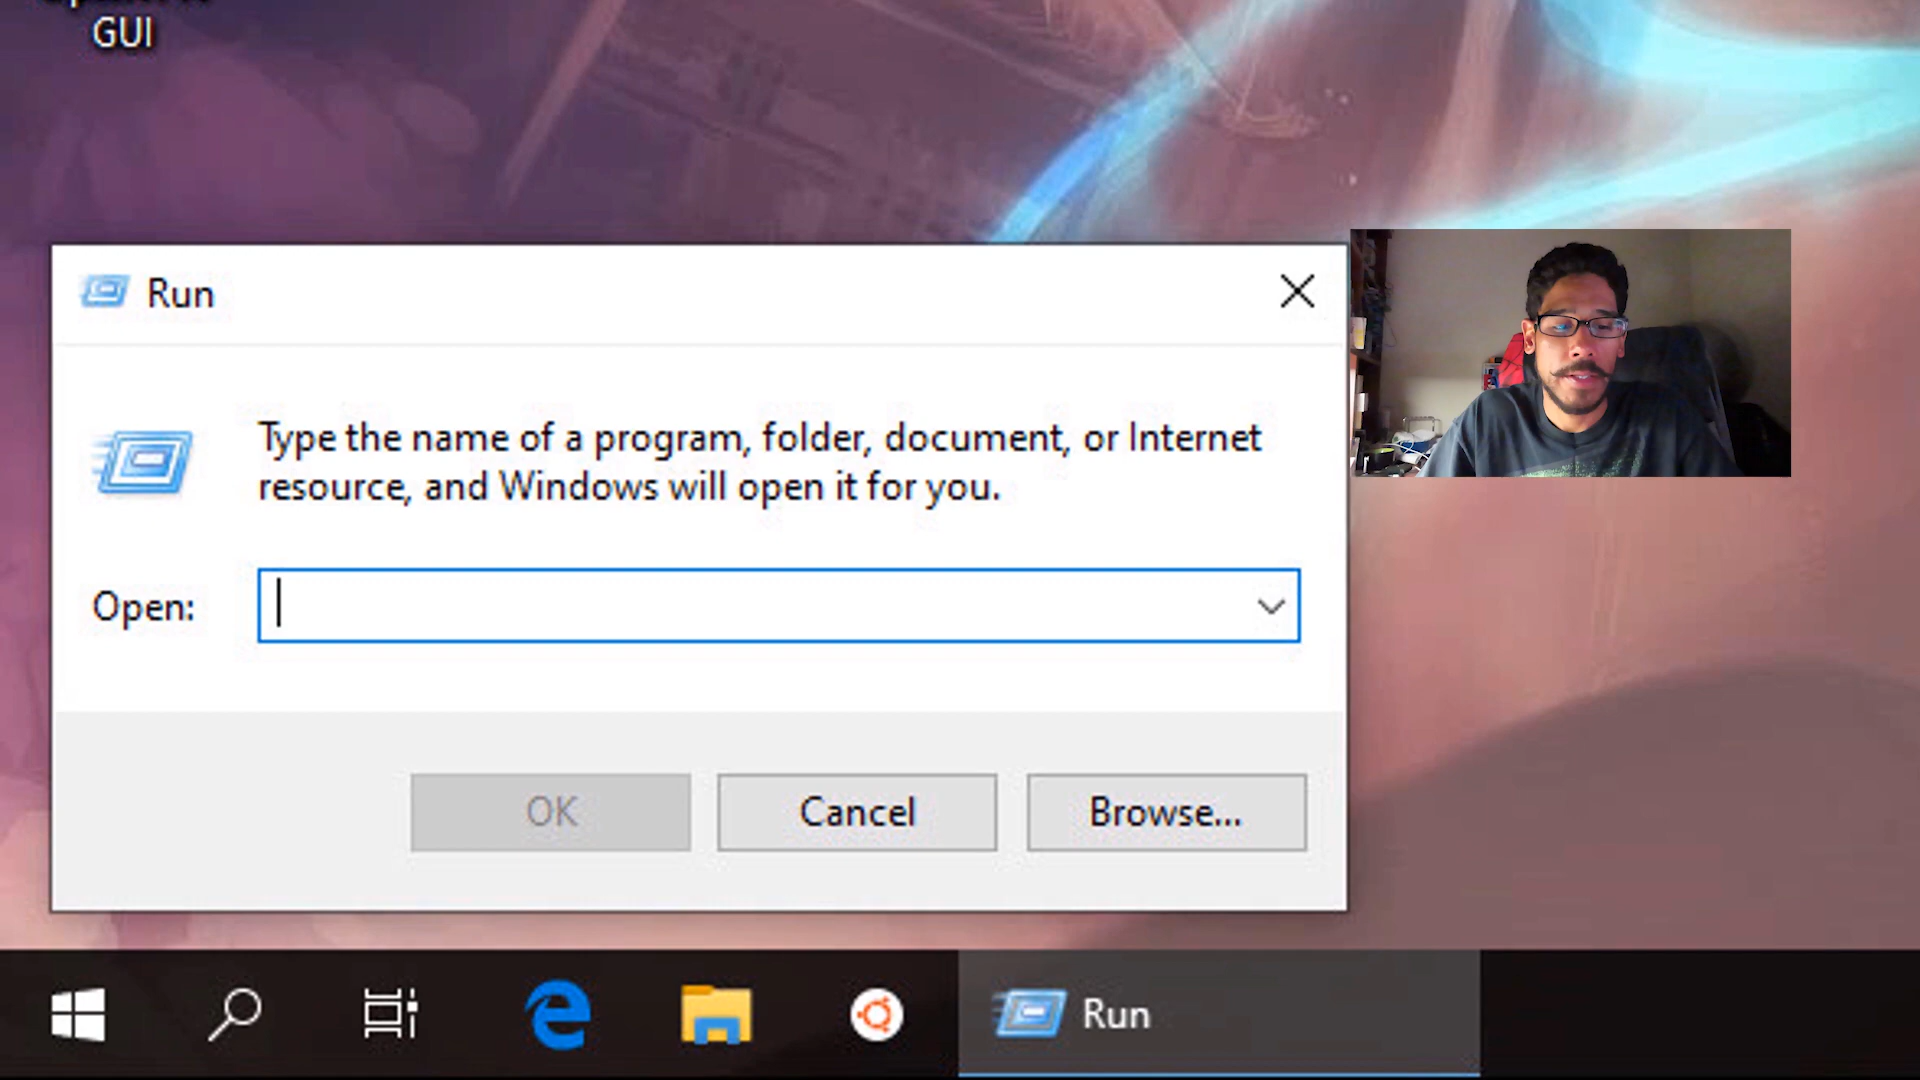 GUI
Run
Type the name of a program, folder, document, or Internet
resource, and Windows will open it for you.
Open:
OK
Cancel
Browse...
Run